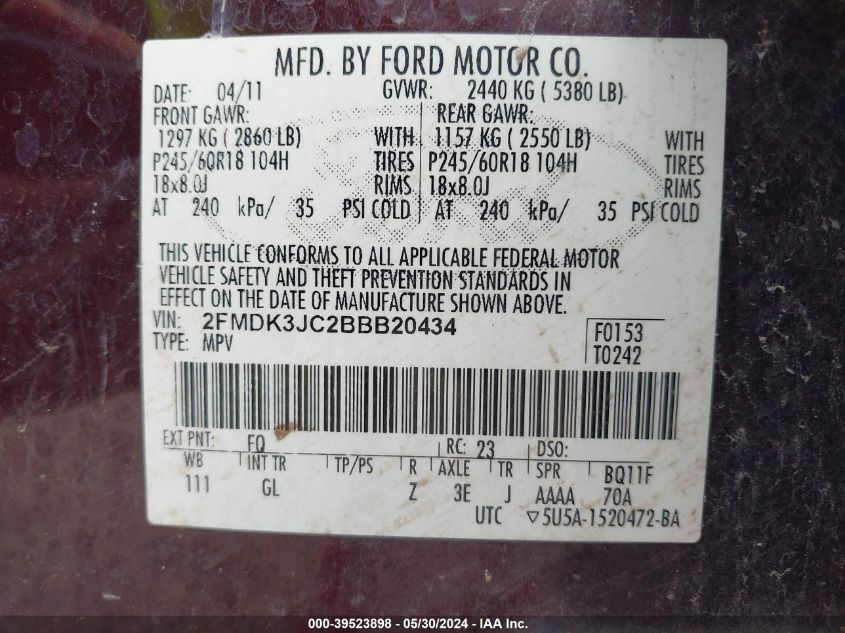 MFD. BY FORD MOTOR CO.
DATE: 04/11 GVWR: 2440 KG ( 5380 LB)
FRONT GAWR: REAR GAWR:
1297 KG ( 2860 LB) WITH 1157 KG ( 2550 LB) WITH
P245/60R18 104H TIRES P245/60R18 104H TIRES
18x8.0J RIMS 18x8.0J RIMS
AT 240 kPa/ 35 PSI COLD AT 240 kPa/ 35 PSI COLD
THIS VEHICLE CONFORMS TO ALL APPLICABLE FEDERAL MOTOR
VEHICLE SAFETY AND THEFT PREVENTION STANDARDS IN
EFFECT ON THE DATE OF MANUFACTURE SHOWN ABOVE.
VIN: 2FMDK3JC2BBB20434 F0153
TYPE: MPV T0242
EXT PNT: FQ RC: 23 DSO:
WB INT TR TP/PS R AXLE TR SPR BQ11F
111 GL Z 3E J AAAA 70A
UTC ▽5U5A-1520472-BA
000-39523898 - 05/30/2024 - IAA Inc.